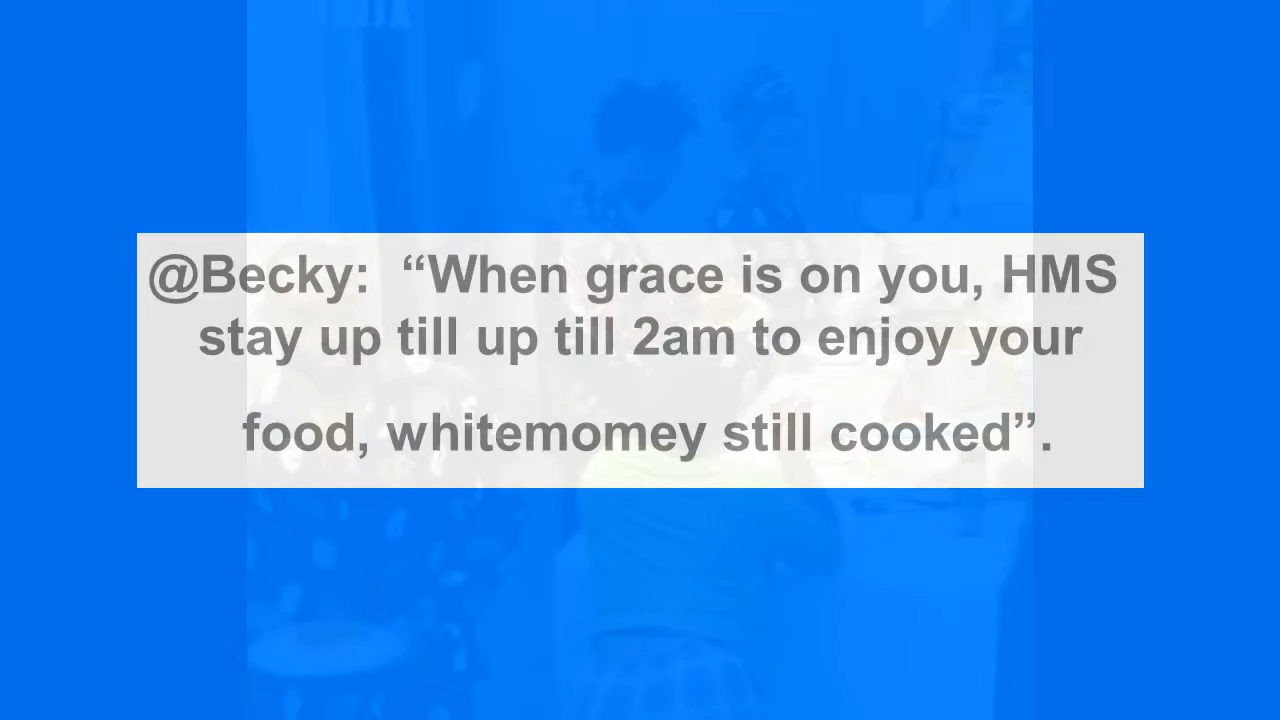 @Becky:  “When grace is on you, HMS
stay up till up till 2am to enjoy your
food, whitemomey still cooked”.